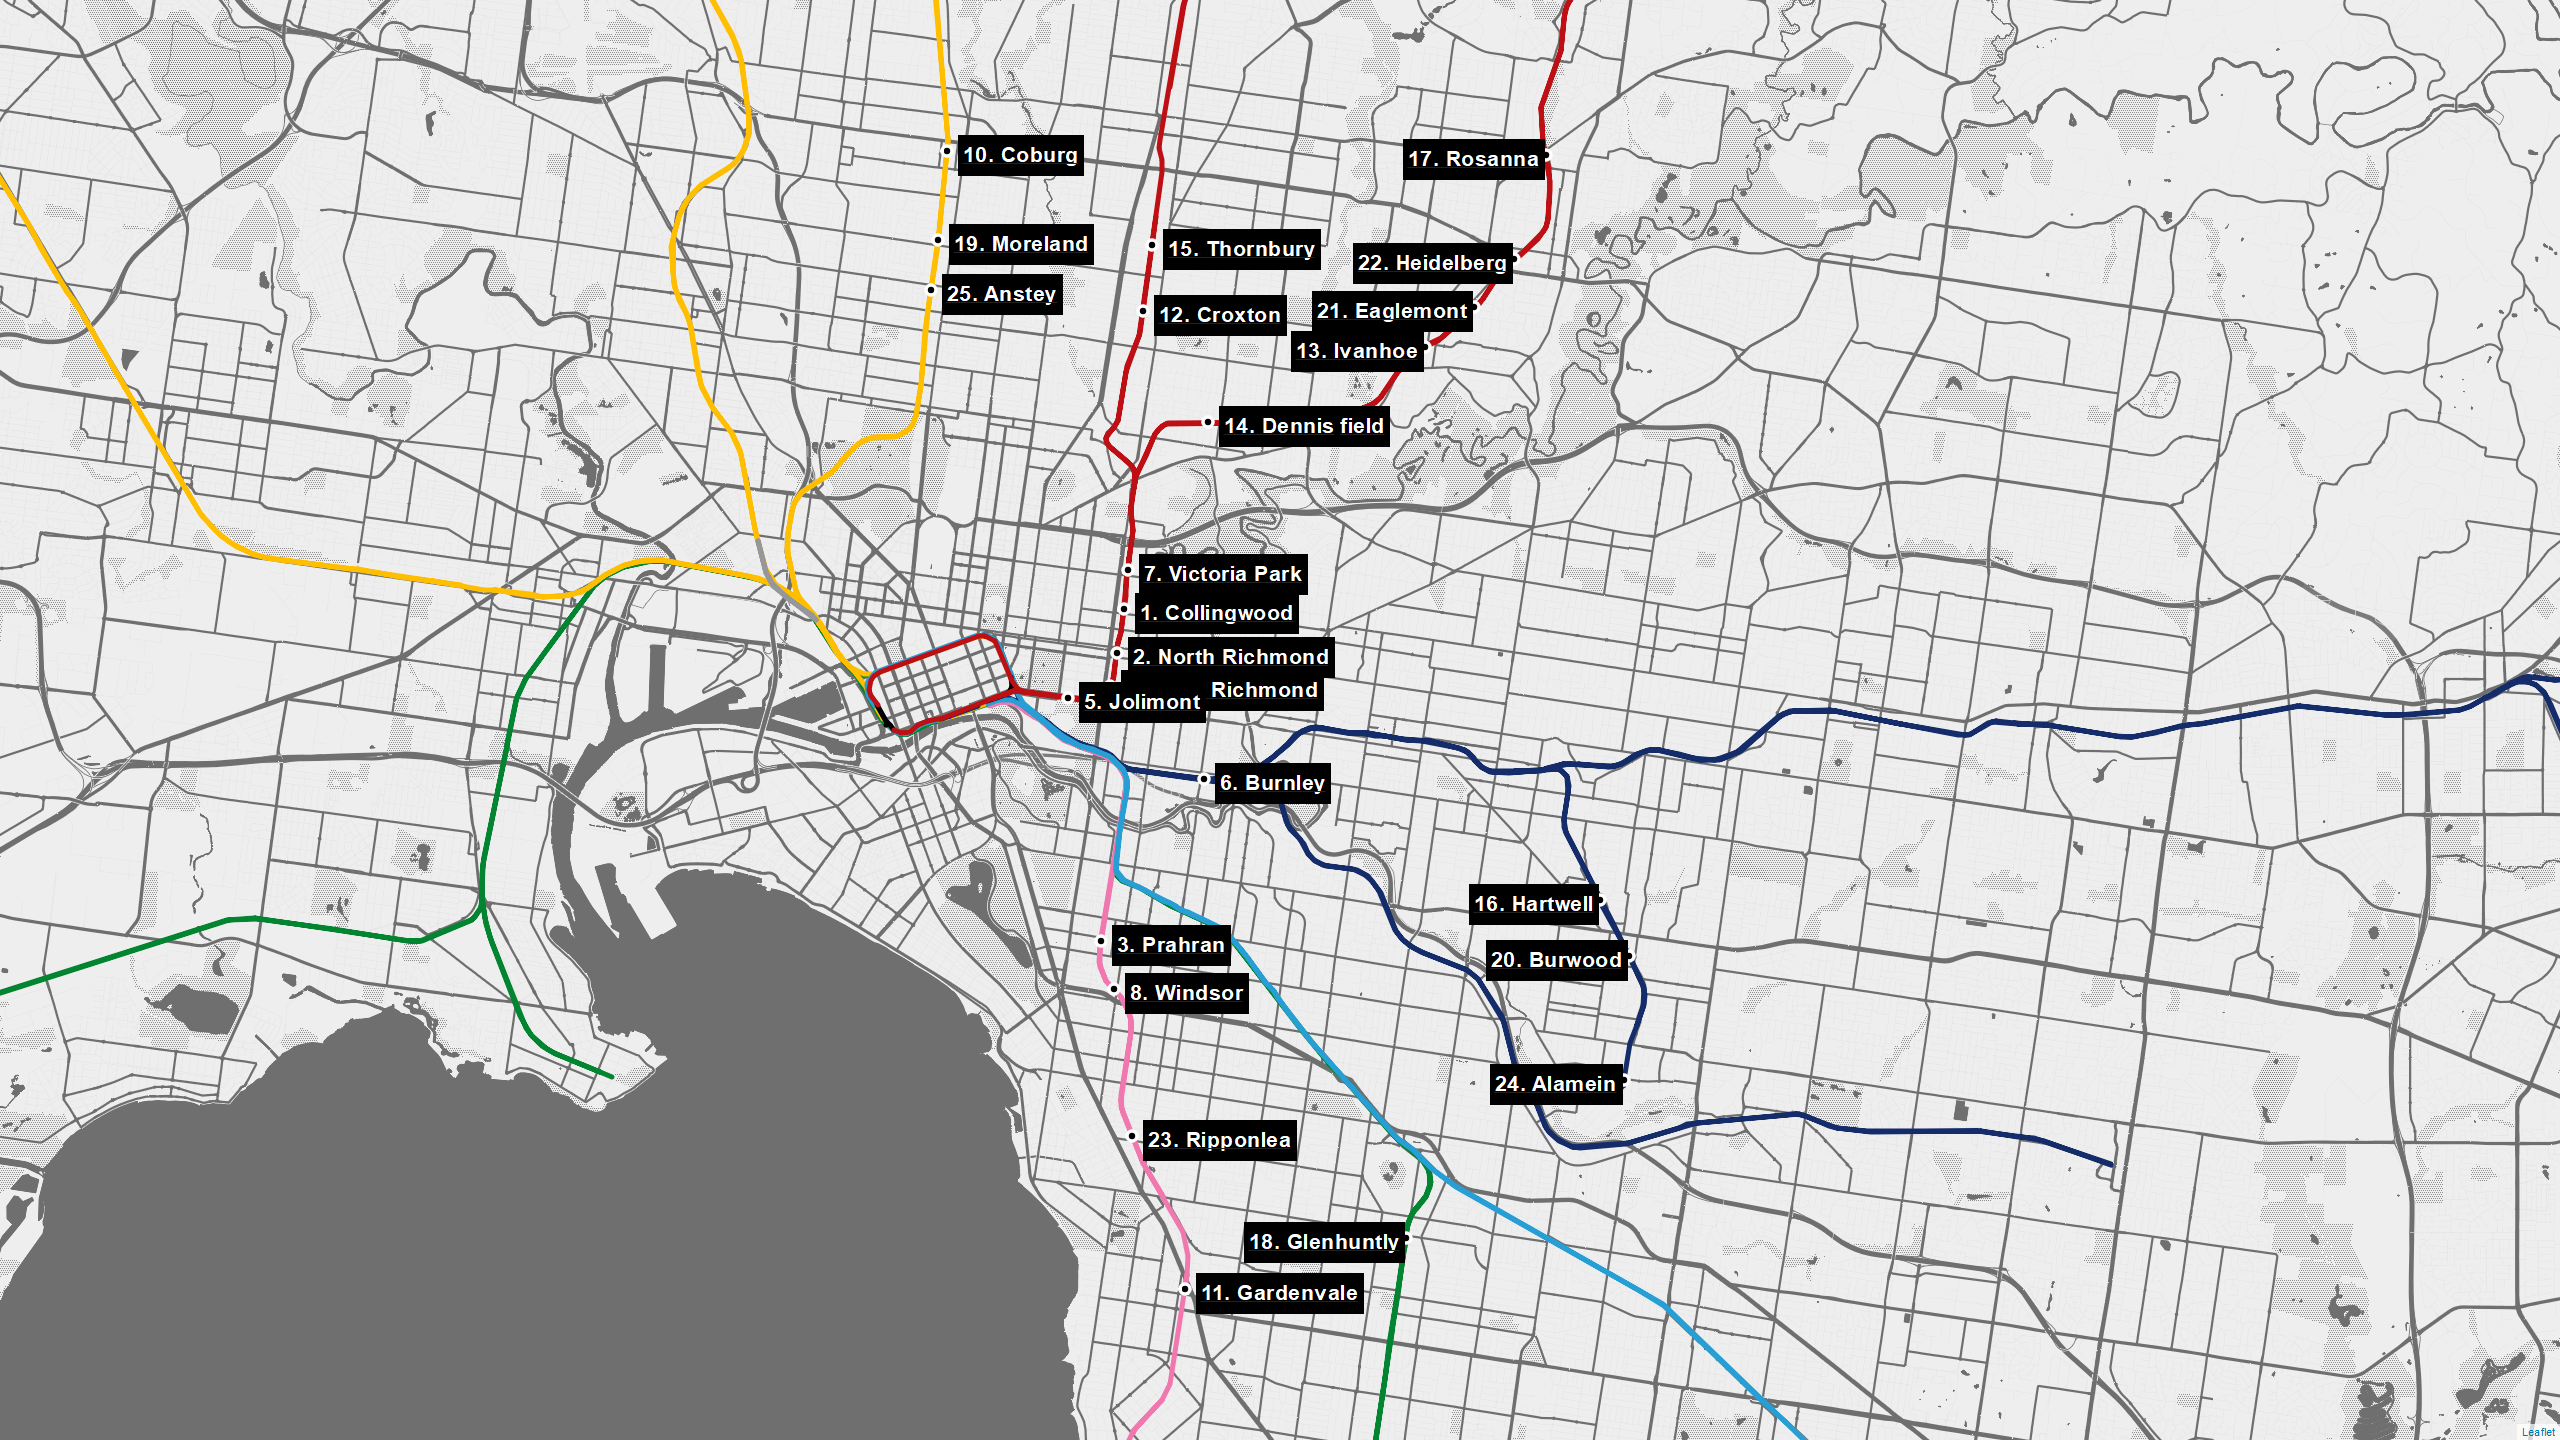 10. Coburg
17. Rosanna
19. Moreland
15. Thornbury
22. Heidelberg
25. Anstey
12. Croxton
21. Eaglemont
13. Ivanhoe
14. Dennis field
7. Victoria Park
1. Collingwood
2. North Richmond
Richmond
5. Jolimont
6. Burnley
16. Hartwell
3. Prahran
20. Burwood
8. Windsor
24. Alamein
23. Ripponlea
18. Glenhuntly
11. Gardenvale
Leaflet